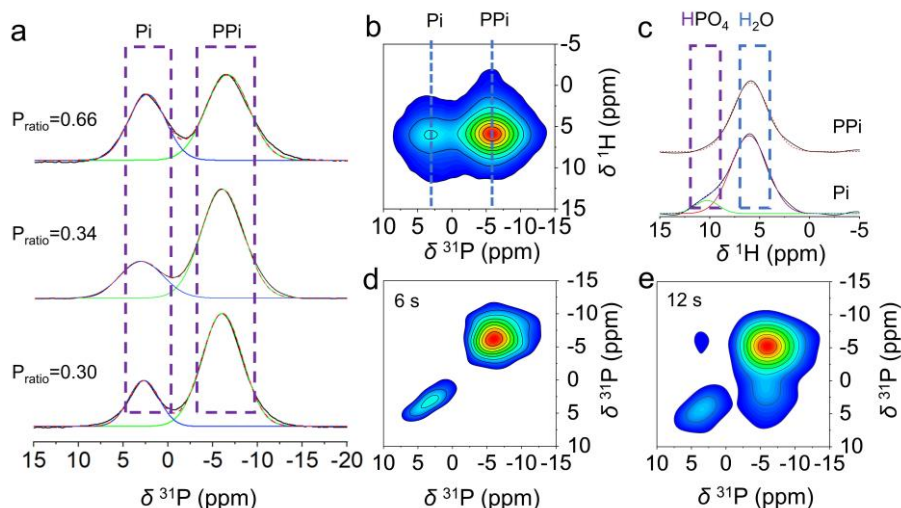 a
Pi PPi
P_ratio=0.66
P_ratio=0.34
P_ratio=0.30
15 10 5 0 -5 -10 -15 -20
δ ³¹P (ppm)
b
Pi PPi
-5
0
5
10
15
δ ¹H (ppm)
10 5 0 -5 -10 -15
δ ³¹P (ppm)
c
HPO₄ H₂O
PPi
Pi
15 10 5 0 -5
δ ¹H (ppm)
d
6 s
-15
-10
-5
0
5
10
δ ³¹P (ppm)
10 5 0 -5 -10 -15
δ ³¹P (ppm)
e
12 s
-15
-10
-5
0
5
10
δ ³¹P (ppm)
10 5 0 -5 -10 -15
δ ³¹P (ppm)